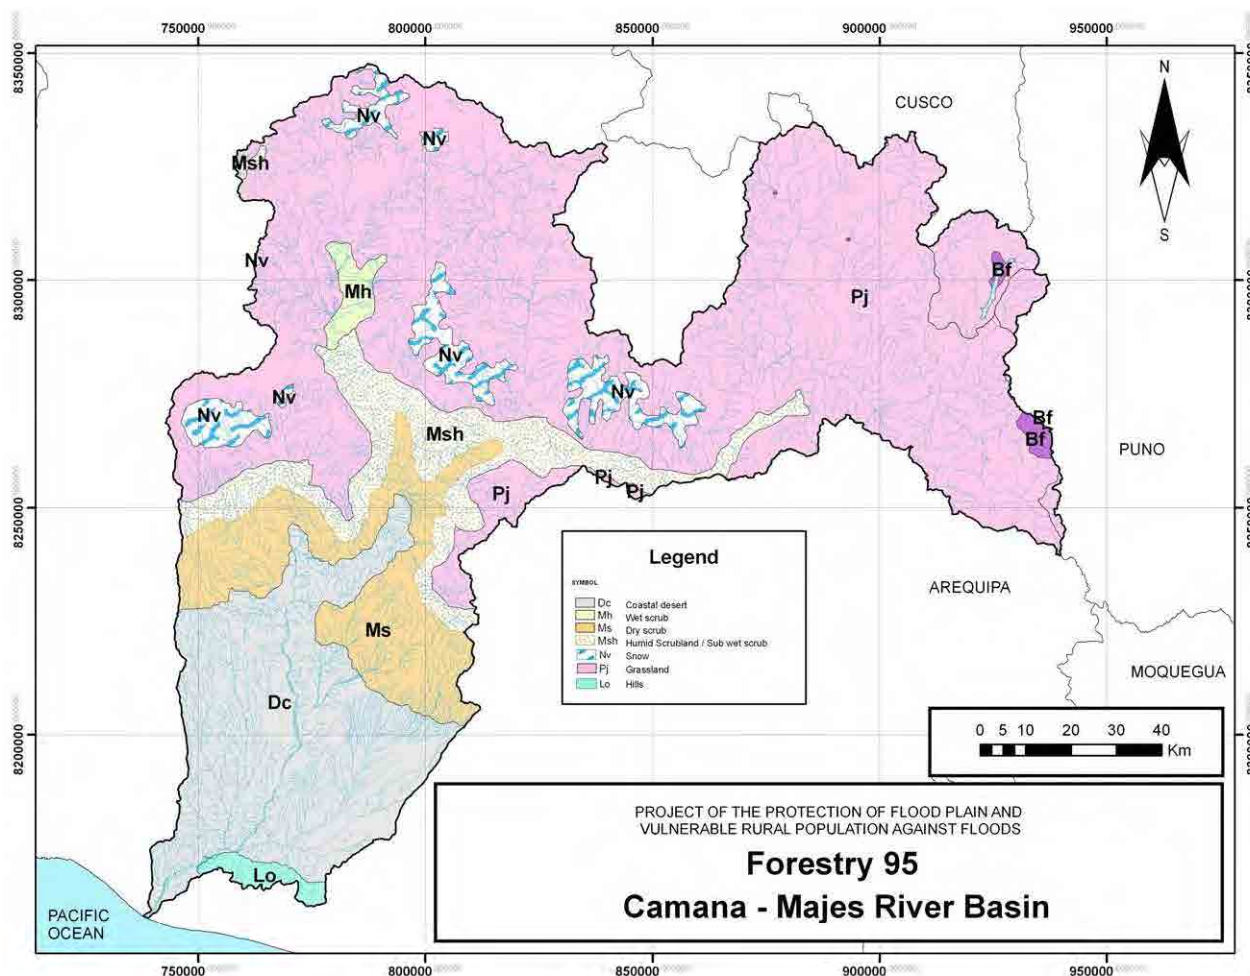 750000 800000 850000 900000 950000
8350000
N
S
CUSCO
Nv
Nv
Msh
Nv
Bf
8300000
Mh
Pj
Nv
Nv
Nv
Nv
Msh
Bf
Bf
PUNO
Pj
Pj
Pj
8250000
Legend
SYMBOL
Dc Coastal desert
Mh Wet scrub
Ms Dry scrub
Msh Humid Scrubland / Sub wet scrub
Nv Snow
Pj Grassland
Lo Hills
AREQUIPA
Ms
MOQUEGUA
Dc
8200000
0 5 10 20 30 40
Km
PROJECT OF THE PROTECTION OF FLOOD PLAIN AND
VULNERABLE RURAL POPULATION AGAINST FLOODS
Forestry 95
Camana - Majes River Basin
Lo
PACIFIC
OCEAN
750000 800000 850000 900000 950000